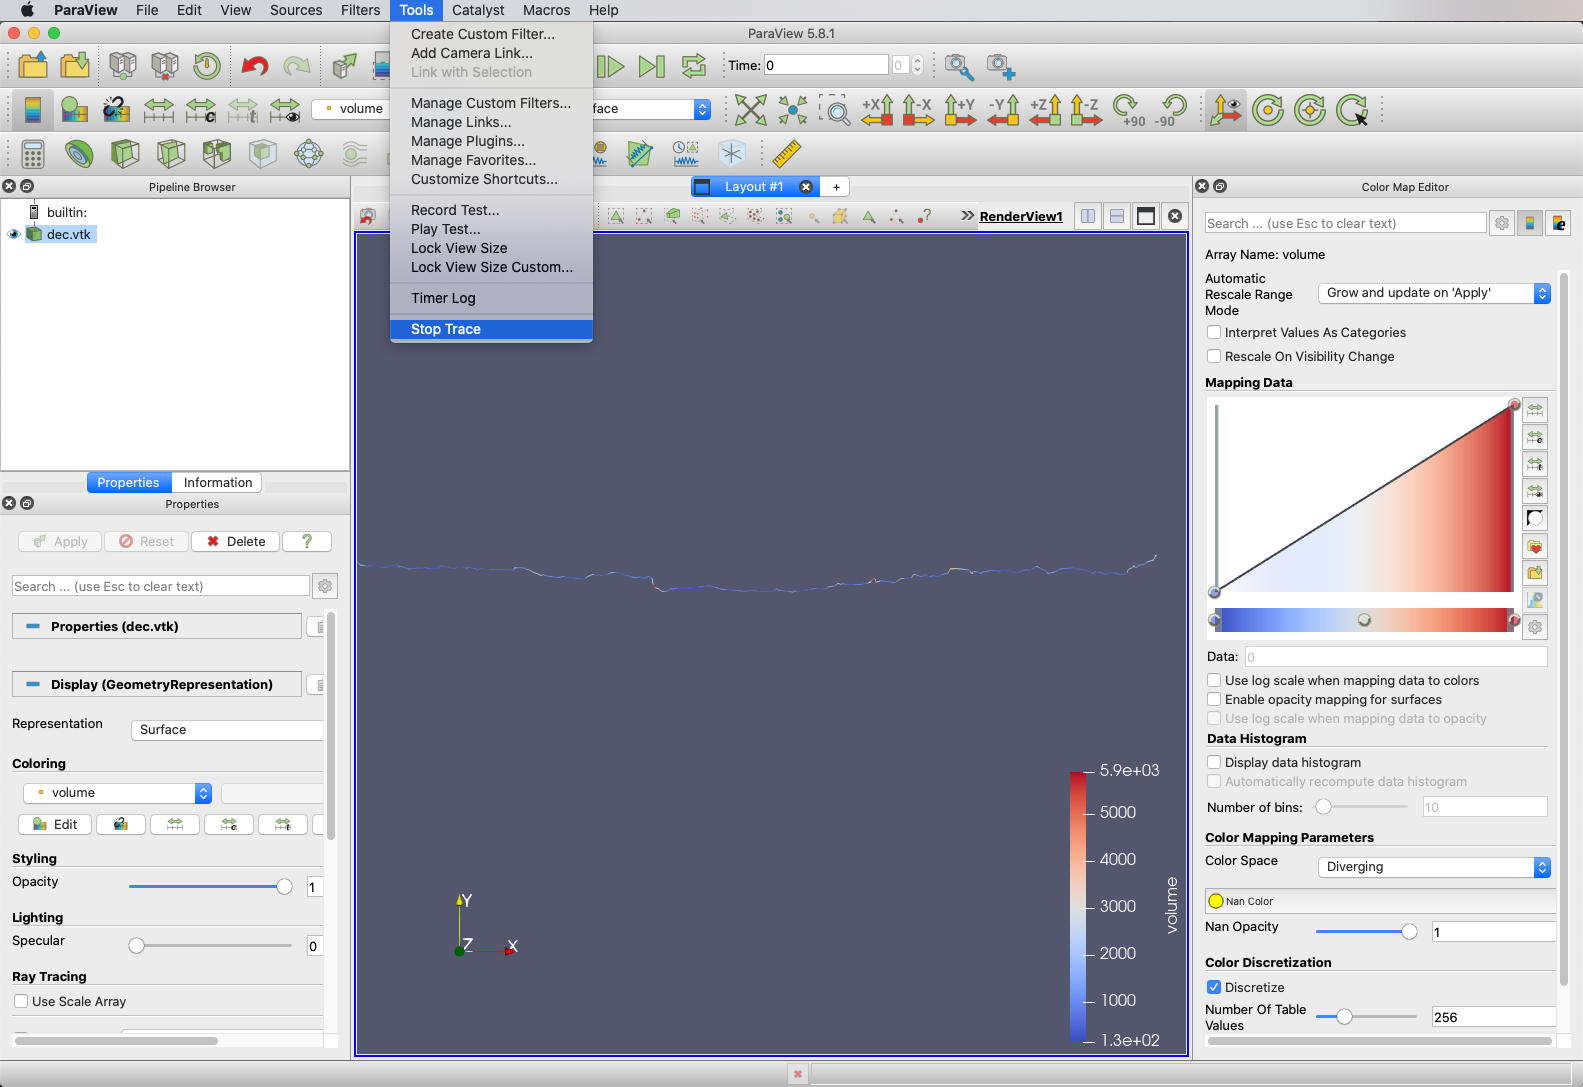 ParaView File Edit View Sources Filters Tools Catalyst Macros Help
ParaView 5.8.1
Create Custom Filter...
Add Camera Link...
Link with Selection
Manage Custom Filters...
Manage Links...
Manage Plugins...
Manage Favorites...
Customize Shortcuts...
Record Test...
Play Test...
Lock View Size
Lock View Size Custom...
Timer Log
Stop Trace
Time: 0 0
volume face +X -X +Y -Y +Z -Z +90 -90
Pipeline Browser
builtin:
dec.vtk
Properties Information
Properties
Apply Reset Delete ?
Search ... (use Esc to clear text)
Properties (dec.vtk)
Display (GeometryRepresentation)
Representation Surface
Coloring
volume
Edit
Styling
Opacity 1
Lighting
Specular 0
Ray Tracing
Use Scale Array
Layout #1 +
? >> RenderView1
Y
Z X
5.9e+03
5000
4000
3000
2000
1000
1.3e+02
volume
Color Map Editor
Search ... (use Esc to clear text)
Array Name: volume
Automatic
Rescale Range
Mode
Grow and update on 'Apply'
Interpret Values As Categories
Rescale On Visibility Change
Mapping Data
Data: 0
Use log scale when mapping data to colors
Enable opacity mapping for surfaces
Use log scale when mapping data to opacity
Data Histogram
Display data histogram
Automatically recompute data histogram
Number of bins: 10
Color Mapping Parameters
Color Space Diverging
Nan Color
Nan Opacity 1
Color Discretization
Discretize
Number Of Table
Values
256